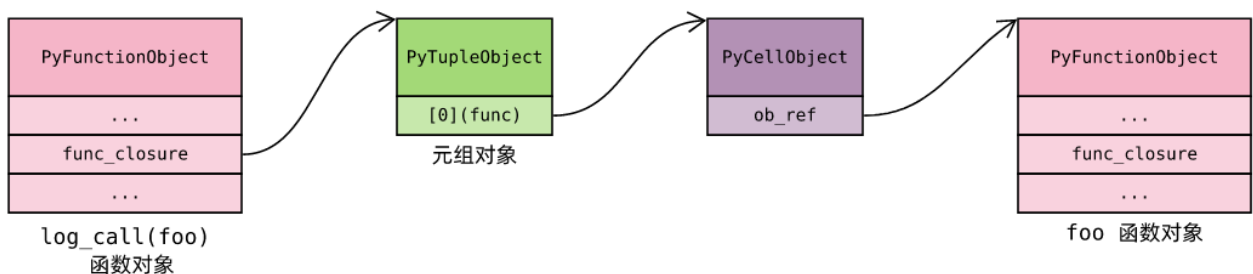 PyFunctionObject
...
func_closure
...
log_call(foo)
函数对象
PyTupleObject
[0](func)
元组对象
PyCellObject
ob_ref
PyFunctionObject
...
func_closure
...
foo 函数对象